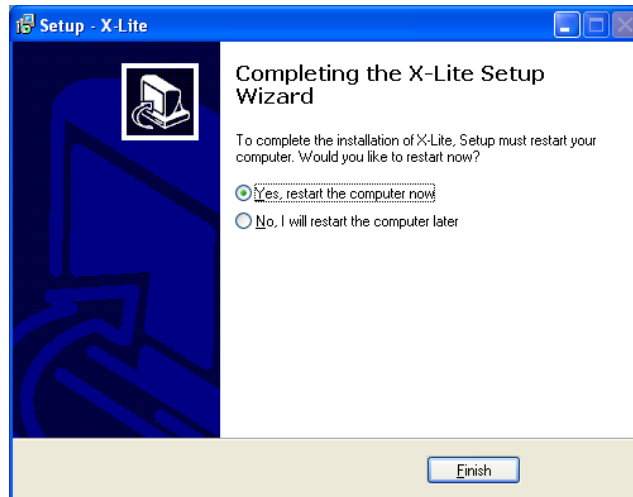 Setup - X-Lite
Completing the X-Lite Setup
Wizard
To complete the installation of X-Lite, Setup must restart your
computer. Would you like to restart now?
Yes, restart the computer now
No, I will restart the computer later
Finish